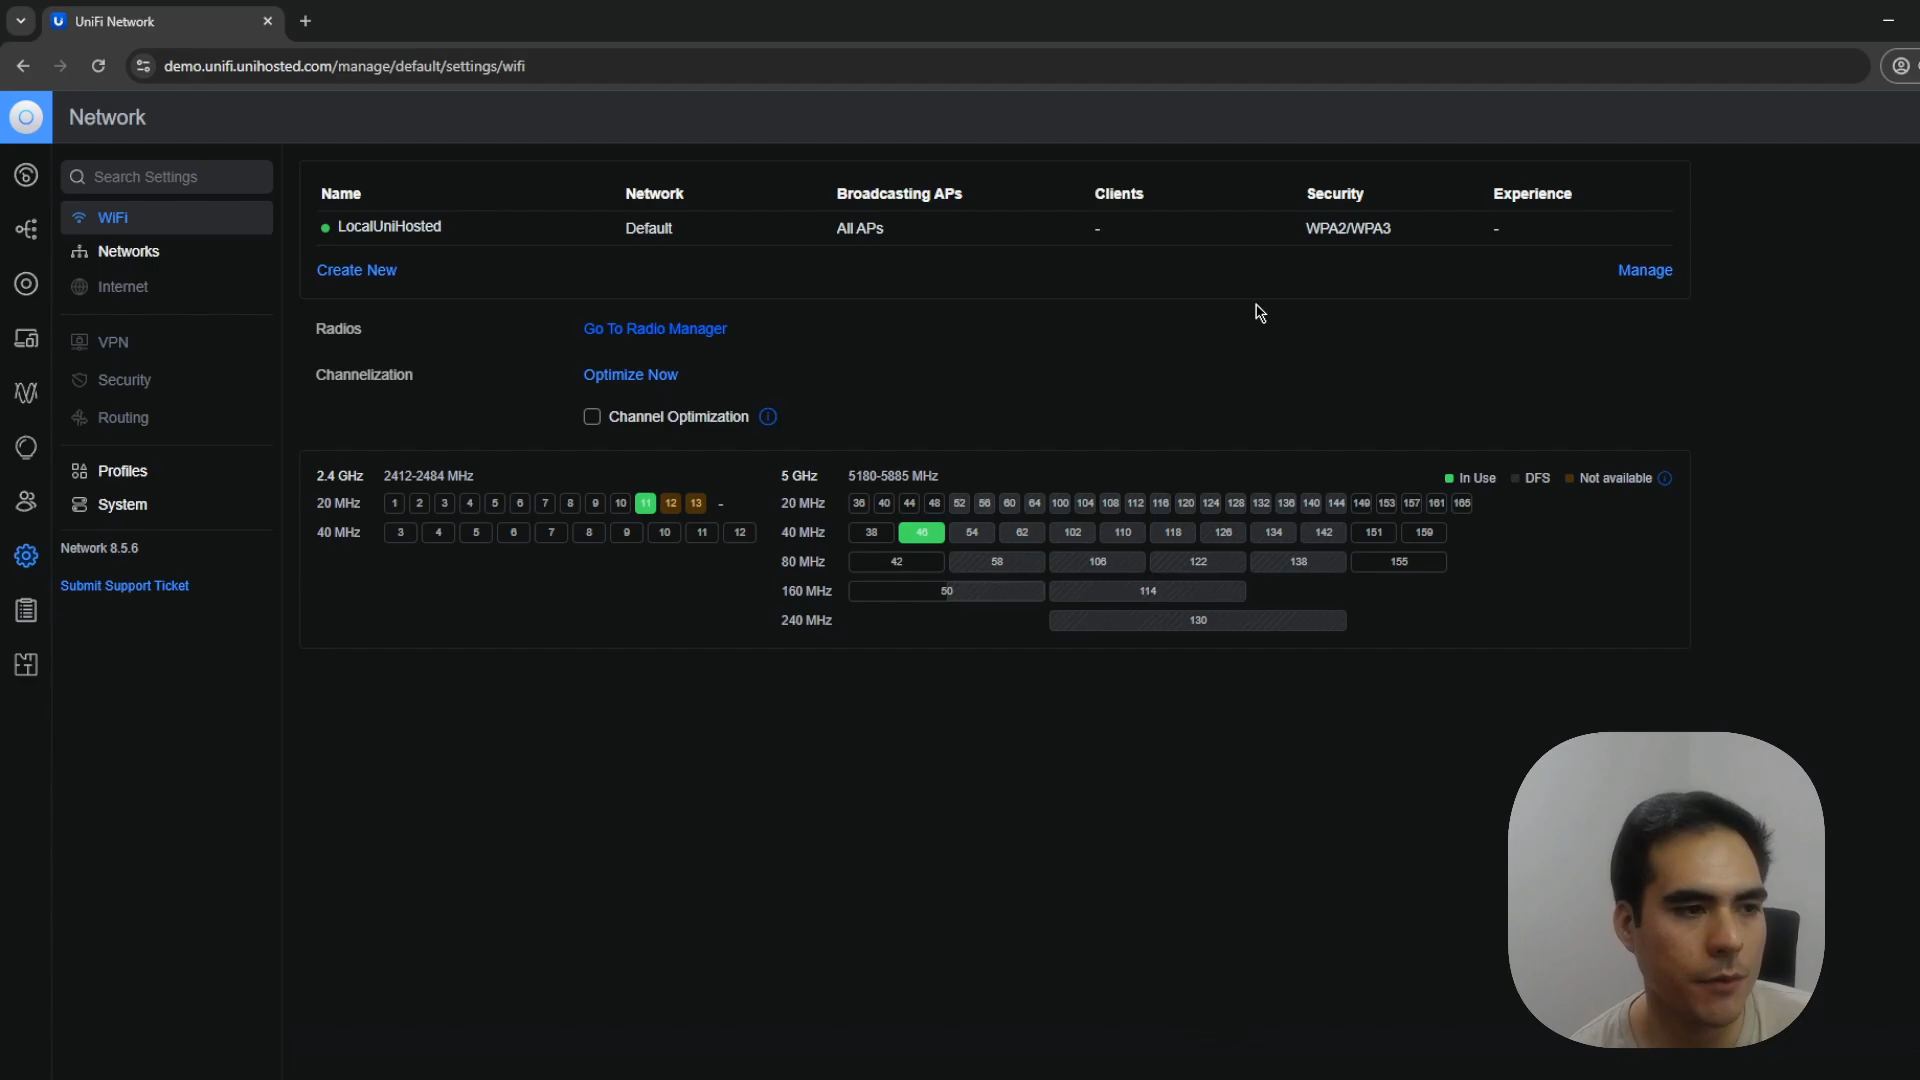 UniFi Network
demo.unifi.unihosted.com/manage/default/settings/wifi
Network
Search Settings
WiFi
Networks
Internet
VPN
Security
Routing
Profiles
System
Network 8.5.6
Submit Support Ticket
Name Network Broadcasting APs Clients Security Experience
LocalUniHosted Default All APs - WPA2/WPA3 -
Create New Manage
Radios Go To Radio Manager
Channelization Optimize Now
Channel Optimization
2.4 GHz 2412-2484 MHz
20 MHz 1 2 3 4 5 6 7 8 9 10 11 12 13 -
40 MHz 3 4 5 6 7 8 9 10 11 12
5 GHz 5180-5885 MHz In Use DFS Not available
20 MHz 36 40 44 48 52 56 60 64 100 104 108 112 116 120 124 128 132 136 140 144 149 153 157 161 165
40 MHz 38 46 54 62 102 110 118 126 134 142 151 159
80 MHz 42 58 106 122 138 155
160 MHz 50 114
240 MHz 130